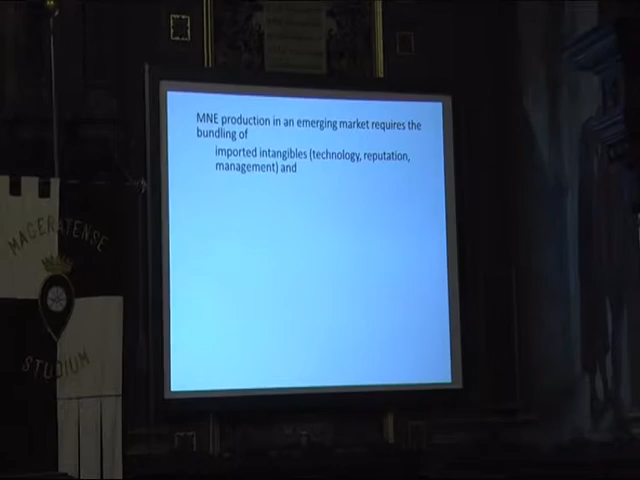 MNE production in an emerging market requires the
bundling of
imported intangibles (technology, reputation,
management) and
MACERATENSE
STUDIUM